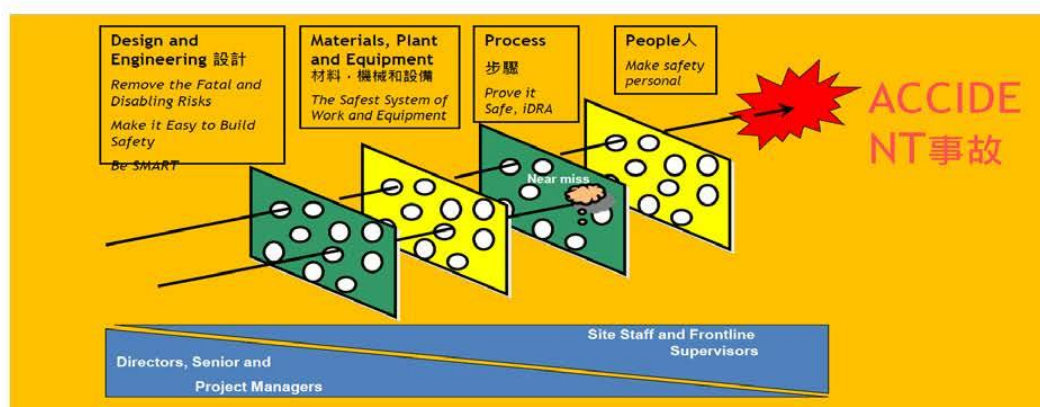 Design and
Engineering 設計
Remove the Fatal and
Disabling Risks
Make it Easy to Build
Safety
Be SMART
Materials, Plant
and Equipment
材料，機械和設備
The Safest System of
Work and Equipment
Process
步驟
Prove it
Safe, iDRA
People人
Make safety
personal
Near miss
ACCIDE
NT事故
Site Staff and Frontline
Supervisors
Directors, Senior and
Project Managers